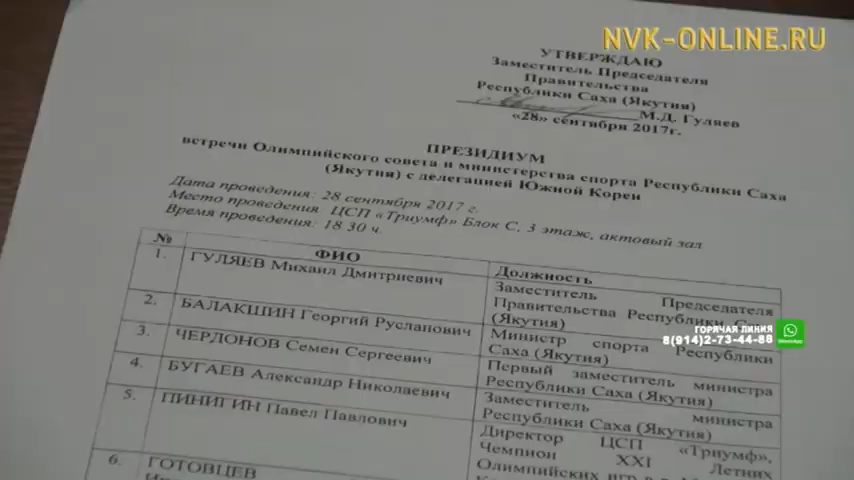 NVK-ONLINE.RU
УТВЕРЖДАЮ
Заместитель Председателя
Правительства
Республики Саха (Якутия)
М.Д. Гуляев
«28» сентября 2017г.
ПРЕЗИДИУМ
встречи Олимпийского совета и министерства спорта Республики Саха
(Якутия) с делегацией Южной Кореи
Дата проведения: 28 сентября 2017 г.
Место проведения ЦСП «Триумф» Блок С, 3 этаж, актовый зал
Время проведения: 18 30 ч.
№ ФИО Должность
1. ГУЛЯЕВ Михаил Дмитриевич Заместитель Председателя
Правительства Республики Саха
(Якутия)
2. БАЛАКШИН Георгий Русланович Министр спорта Республики
Саха (Якутия)
3. ЧЕРДОНОВ Семен Сергеевич Первый заместитель министра
Республики Саха (Якутия)
4. БУГАЕВ Александр Николаевич Заместитель министра
Республики Саха (Якутия)
5. ПИНИГИН Павел Павлович Директор ЦСП «Триумф»,
Чемпион XXI Летних
Олимпийских игр в г.
6. ГОТОВЦЕВ
ГОРЯЧАЯ ЛИНИЯ
8(914)2-73-44-88
WhatsApp